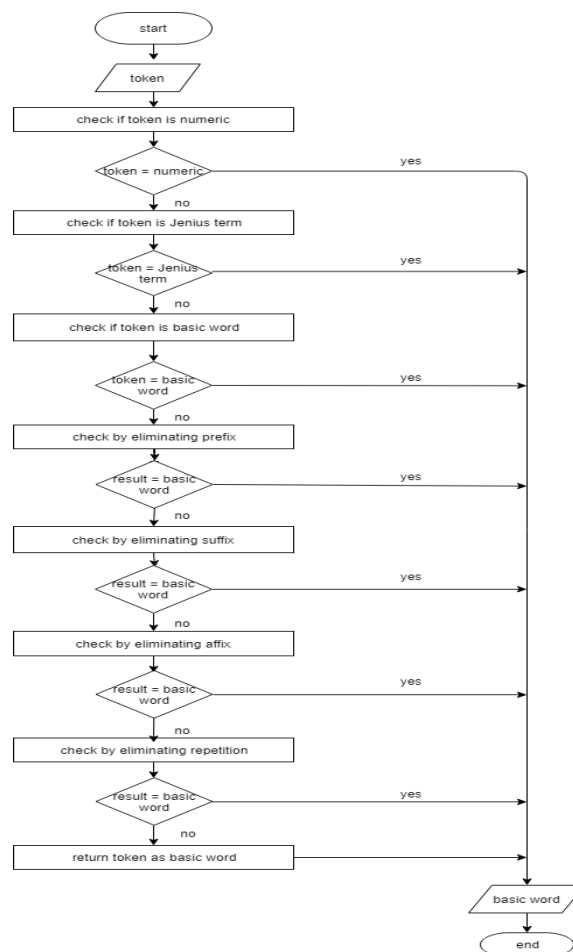 start
token
check if token is numeric
token = numeric
yes
no
check if token is Jenius term
token = Jenius
term
yes
no
check if token is basic word
token = basic
word
yes
no
check by eliminating prefix
result = basic
word
yes
no
check by eliminating suffix
result = basic
word
yes
no
check by eliminating affix
result = basic
word
yes
no
check by eliminating repetition
result = basic
word
yes
no
return token as basic word
basic word
end